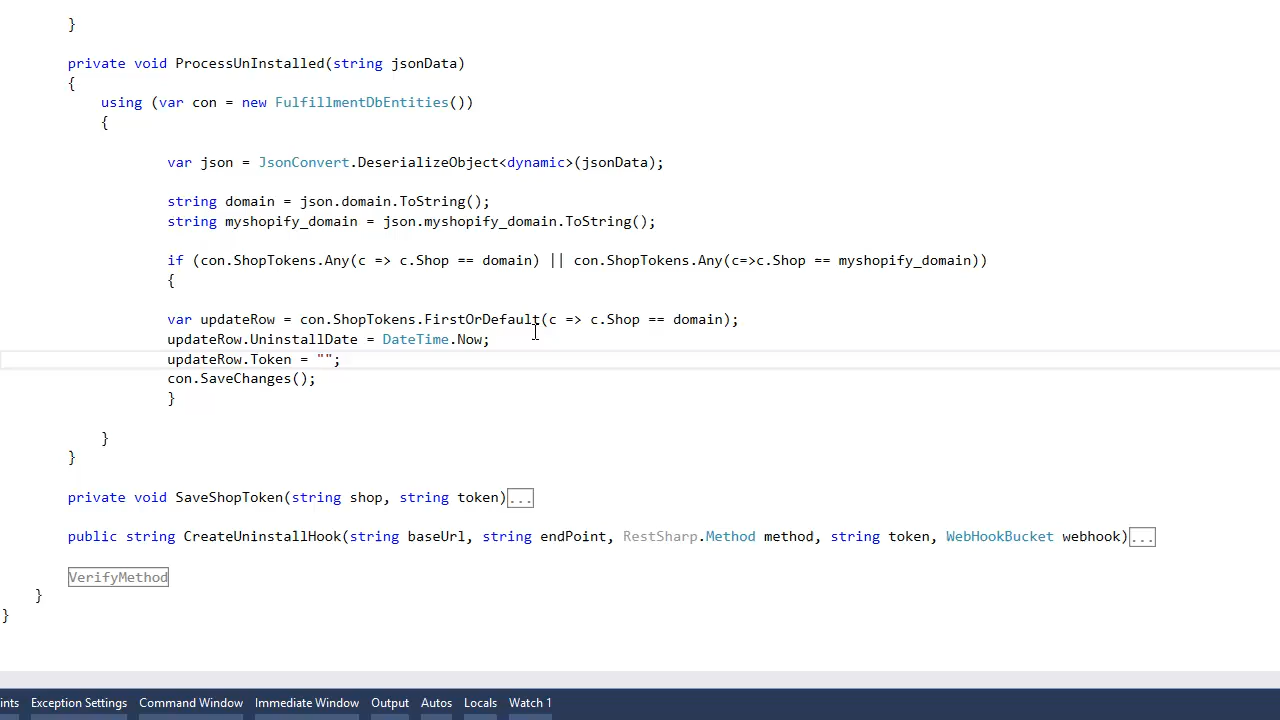 }
private void ProcessUnInstalled(string jsonData)
{
using (var con = new FulfillmentDbEntities())
{
var json = JsonConvert.DeserializeObject<dynamic>(jsonData);
string domain = json.domain.ToString();
string myshopify_domain = json.myshopify_domain.ToString();
if (con.ShopTokens.Any(c => c.Shop == domain) || con.ShopTokens.Any(c=>c.Shop == myshopify_domain))
{
var updateRow = con.ShopTokens.FirstOrDefault(c => c.Shop == domain);
updateRow.UninstallDate = DateTime.Now;
updateRow.Token = "";
con.SaveChanges();
}
}
}
private void SaveShopToken(string shop, string token)...
public string CreateUninstallHook(string baseUrl, string endPoint, RestSharp.Method method, string token, WebHookBucket webhook)...
VerifyMethod
}
}
ints Exception Settings Command Window Immediate Window Output Autos Locals Watch 1